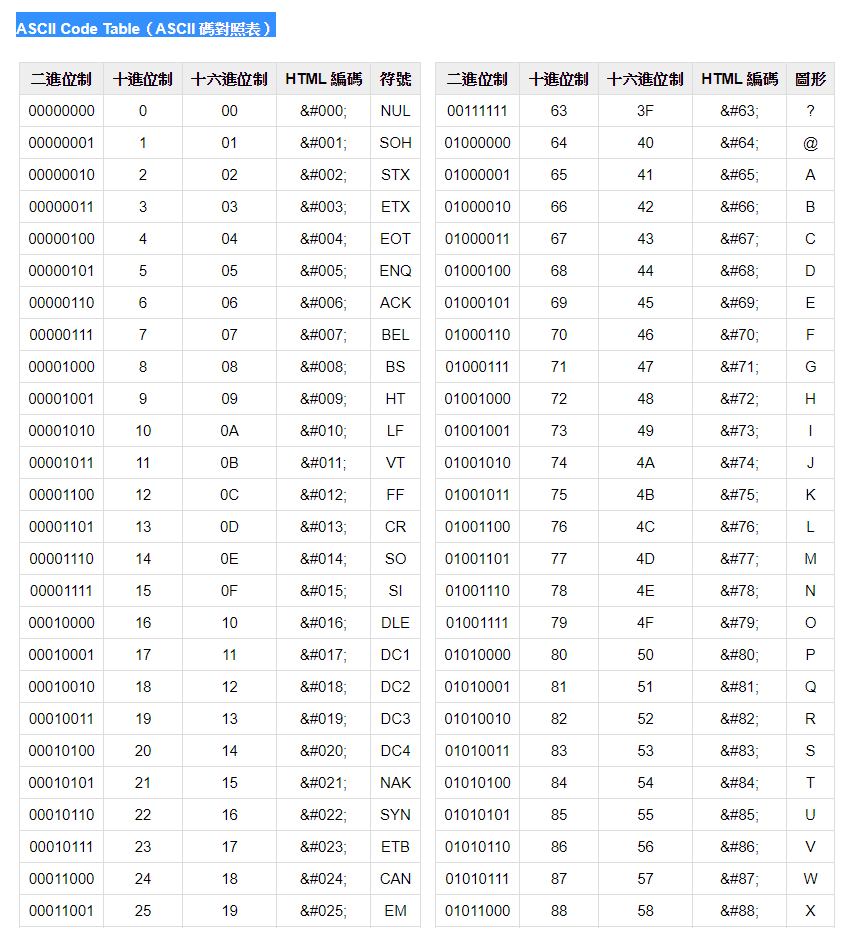 ASCII Code Table（ASCII 碼對照表）
二進位制 十進位制 十六進位制 HTML 編碼 符號 二進位制 十進位制 十六進位制 HTML 編碼 圖形
00000000 0 00 &#000; NUL 00111111 63 3F &#63; ?
00000001 1 01 &#001; SOH 01000000 64 40 &#64; @
00000010 2 02 &#002; STX 01000001 65 41 &#65; A
00000011 3 03 &#003; ETX 01000010 66 42 &#66; B
00000100 4 04 &#004; EOT 01000011 67 43 &#67; C
00000101 5 05 &#005; ENQ 01000100 68 44 &#68; D
00000110 6 06 &#006; ACK 01000101 69 45 &#69; E
00000111 7 07 &#007; BEL 01000110 70 46 &#70; F
00001000 8 08 &#008; BS 01000111 71 47 &#71; G
00001001 9 09 &#009; HT 01001000 72 48 &#72; H
00001010 10 0A &#010; LF 01001001 73 49 &#73; I
00001011 11 0B &#011; VT 01001010 74 4A &#74; J
00001100 12 0C &#012; FF 01001011 75 4B &#75; K
00001101 13 0D &#013; CR 01001100 76 4C &#76; L
00001110 14 0E &#014; SO 01001101 77 4D &#77; M
00001111 15 0F &#015; SI 01001110 78 4E &#78; N
00010000 16 10 &#016; DLE 01001111 79 4F &#79; O
00010001 17 11 &#017; DC1 01010000 80 50 &#80; P
00010010 18 12 &#018; DC2 01010001 81 51 &#81; Q
00010011 19 13 &#019; DC3 01010010 82 52 &#82; R
00010100 20 14 &#020; DC4 01010011 83 53 &#83; S
00010101 21 15 &#021; NAK 01010100 84 54 &#84; T
00010110 22 16 &#022; SYN 01010101 85 55 &#85; U
00010111 23 17 &#023; ETB 01010110 86 56 &#86; V
00011000 24 18 &#024; CAN 01010111 87 57 &#87; W
00011001 25 19 &#025; EM 01011000 88 58 &#88; X